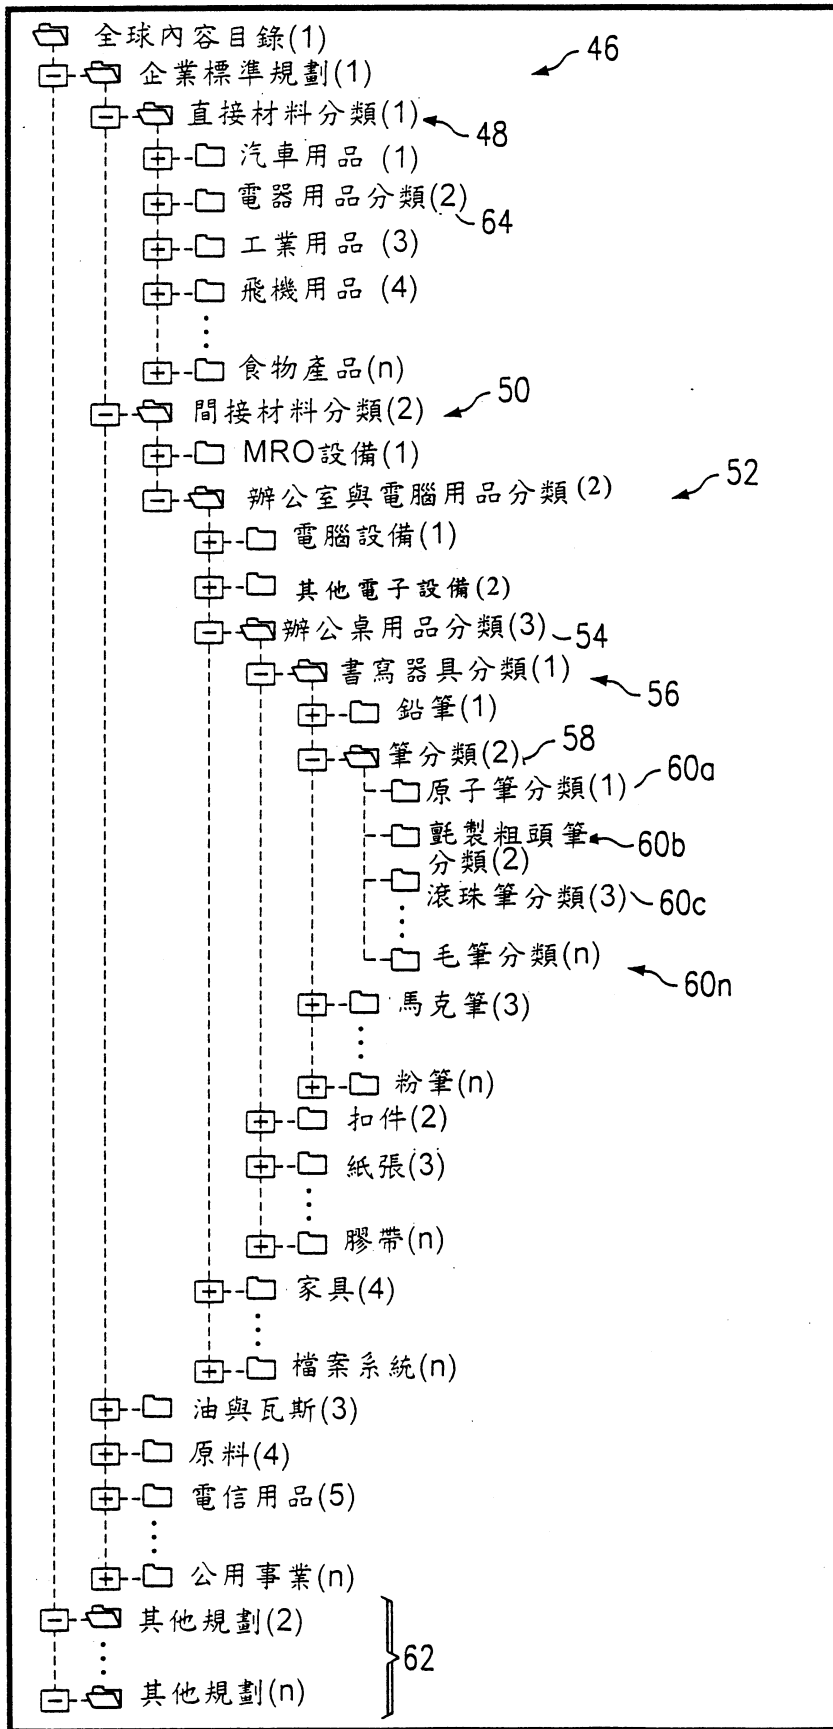 全球內容目錄(1)
企業標準規劃(1) 46
直接材料分類(1) 48
汽車用品 (1)
電器用品分類(2) 64
工業用品 (3)
飛機用品 (4)
食物產品(n)
間接材料分類(2) 50
MRO設備(1)
辦公室與電腦用品分類(2) 52
電腦設備(1)
其他電子設備(2)
辦公桌用品分類(3) 54
書寫器具分類(1) 56
鉛筆(1)
筆分類(2) 58
原子筆分類(1) 60a
氈製粗頭筆 60b
分類(2)
滾珠筆分類(3) 60c
毛筆分類(n) 60n
馬克筆(3)
粉筆(n)
扣件(2)
紙張(3)
膠帶(n)
家具(4)
檔案系統(n)
油與瓦斯(3)
原料(4)
電信用品(5)
公用事業(n)
其他規劃(2)
62
其他規劃(n)